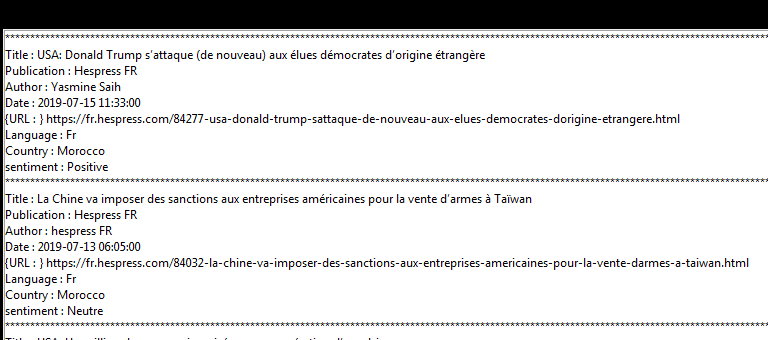 ********************************************************************************
Title : USA: Donald Trump s’attaque (de nouveau) aux élues démocrates d’origine étrangère
Publication : Hespress FR
Author : Yasmine Saih
Date : 2019-07-15 11:33:00
{URL : } https://fr.hespress.com/84277-usa-donald-trump-sattaque-de-nouveau-aux-elues-democrates-dorigine-etrangere.html
Language : Fr
Country : Morocco
sentiment : Positive
********************************************************************************
Title : La Chine va imposer des sanctions aux entreprises américaines pour la vente d’armes à Taïwan
Publication : Hespress FR
Author : hespress FR
Date : 2019-07-13 06:05:00
{URL : } https://fr.hespress.com/84032-la-chine-va-imposer-des-sanctions-aux-entreprises-americaines-pour-la-vente-darmes-a-taiwan.html
Language : Fr
Country : Morocco
sentiment : Neutre
********************************************************************************